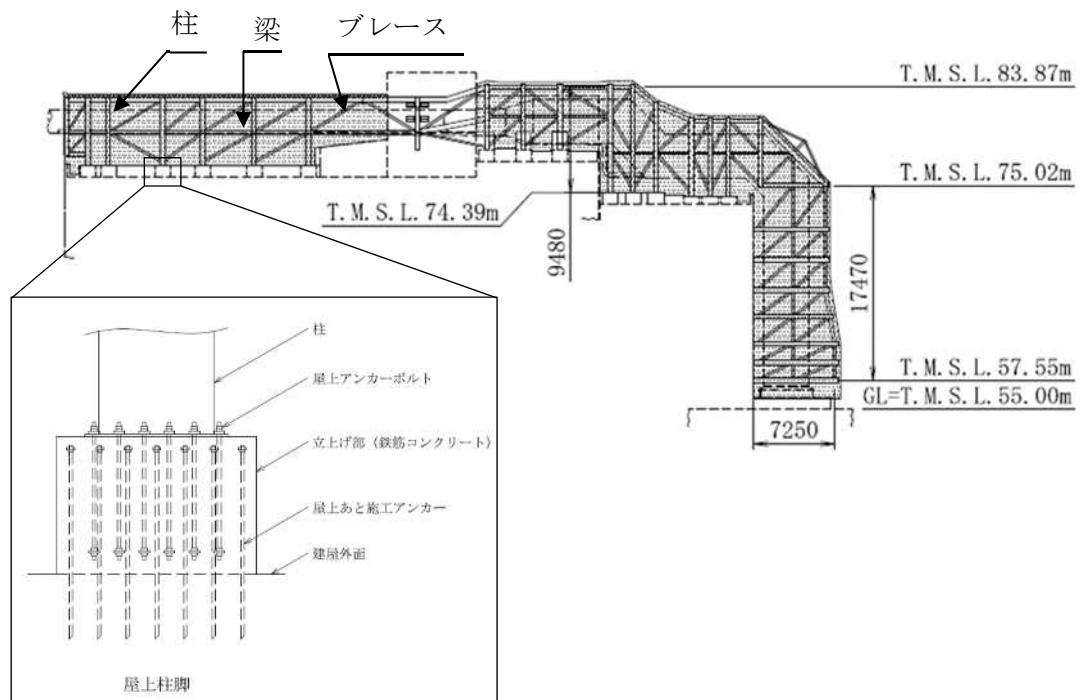 柱
梁
ブレース
T.M.S.L.83.87m
T.M.S.L.75.02m
T.M.S.L.74.39m
9480
17470
T.M.S.L.57.55m
GL=T.M.S.L.55.00m
7250
柱
屋上アンカーボルト
立上げ部（鉄筋コンクリート）
屋上あと施工アンカー
建屋外面
屋上柱脚